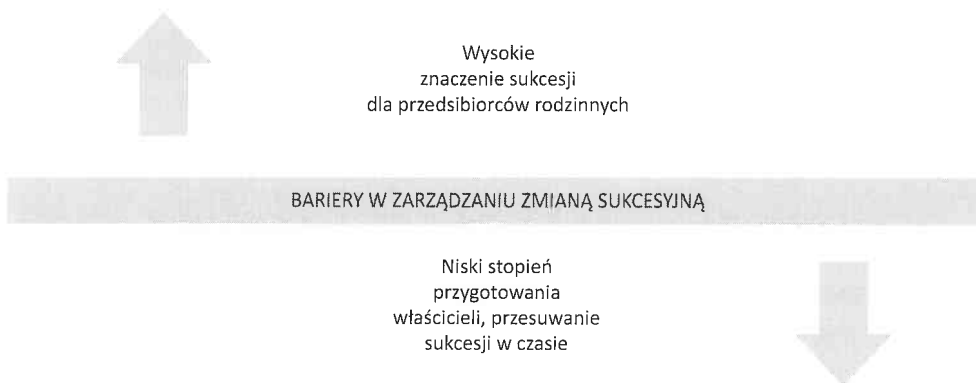 Wysokie
znaczenie sukcesji
dla przedsibiorców rodzinnych
BARIERY W ZARZĄDZANIU ZMIANĄ SUKCESYJNĄ
Niski stopień
przygotowania
właścicieli, przesuwanie
sukcesji w czasie